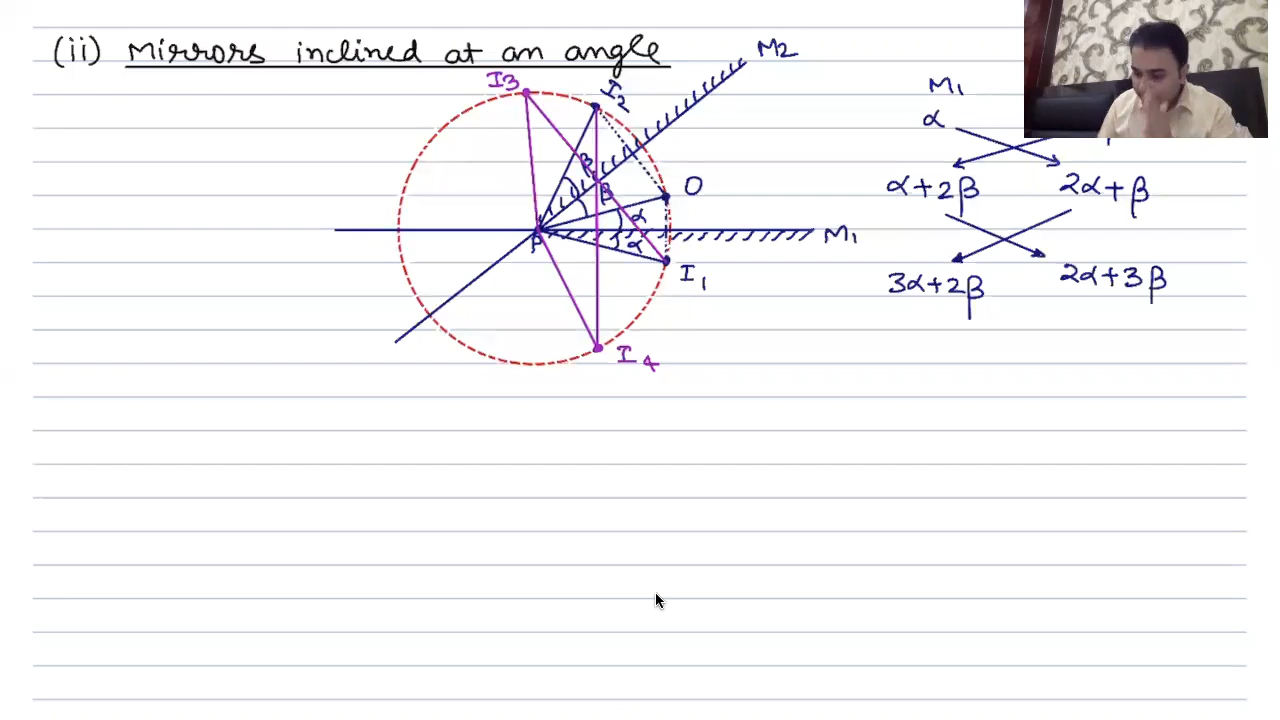 (ii) Mirrors inclined at an angle
M2
I3
I2
M1
α
β
O
β
α
α
P
M1
I1
α+2β
2α+β
3α+2β
2α+3β
I4